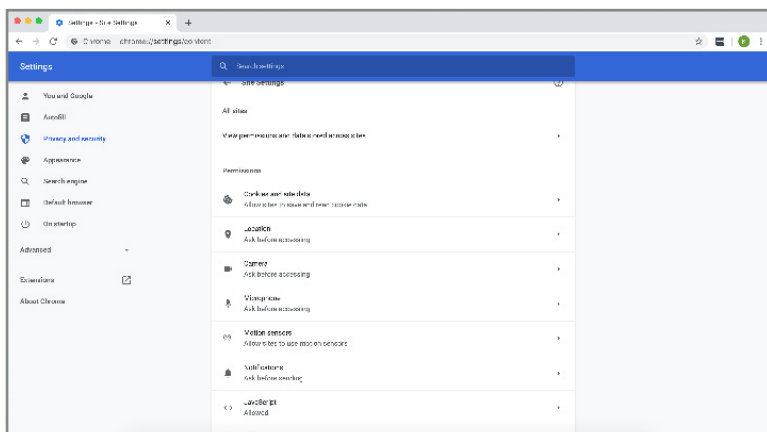 Settings - Site Settings
Chrome chrome://settings/content
Settings
Search settings
You and Google
Autofill
Privacy and security
Appearance
Search engine
Default browser
On startup
Advanced
Extensions
About Chrome
Site Settings
All sites
View permissions and data stored across sites
Permissions
Cookies and site data
Allow sites to save and read cookie data
Location
Ask before accessing
Camera
Ask before accessing
Microphone
Ask before accessing
Motion sensors
Allow sites to use motion sensors
Notifications
Ask before sending
JavaScript
Allowed